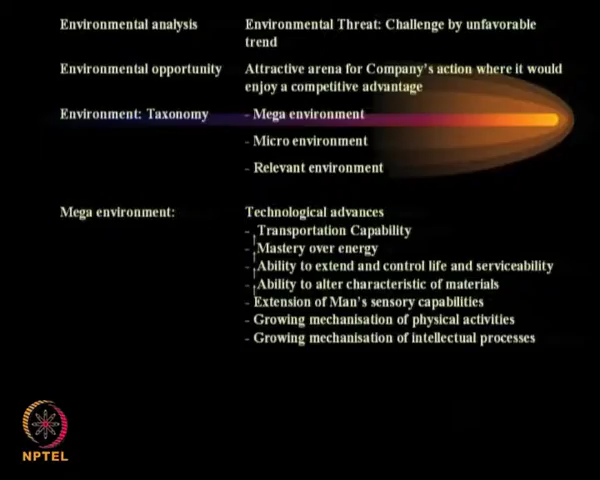 Environmental analysis Environmental Threat: Challenge by unfavorable
trend
Environmental opportunity Attractive arena for Company's action where it would
enjoy a competitive advantage
Environment: Taxonomy - Mega environment
- Micro environment
- Relevant environment
Mega environment: Technological advances
- Transportation Capability
- Mastery over energy
- Ability to extend and control life and serviceability
- Ability to alter characteristic of materials
- Extension of Man's sensory capabilities
- Growing mechanisation of physical activities
- Growing mechanisation of intellectual processes
NPTEL